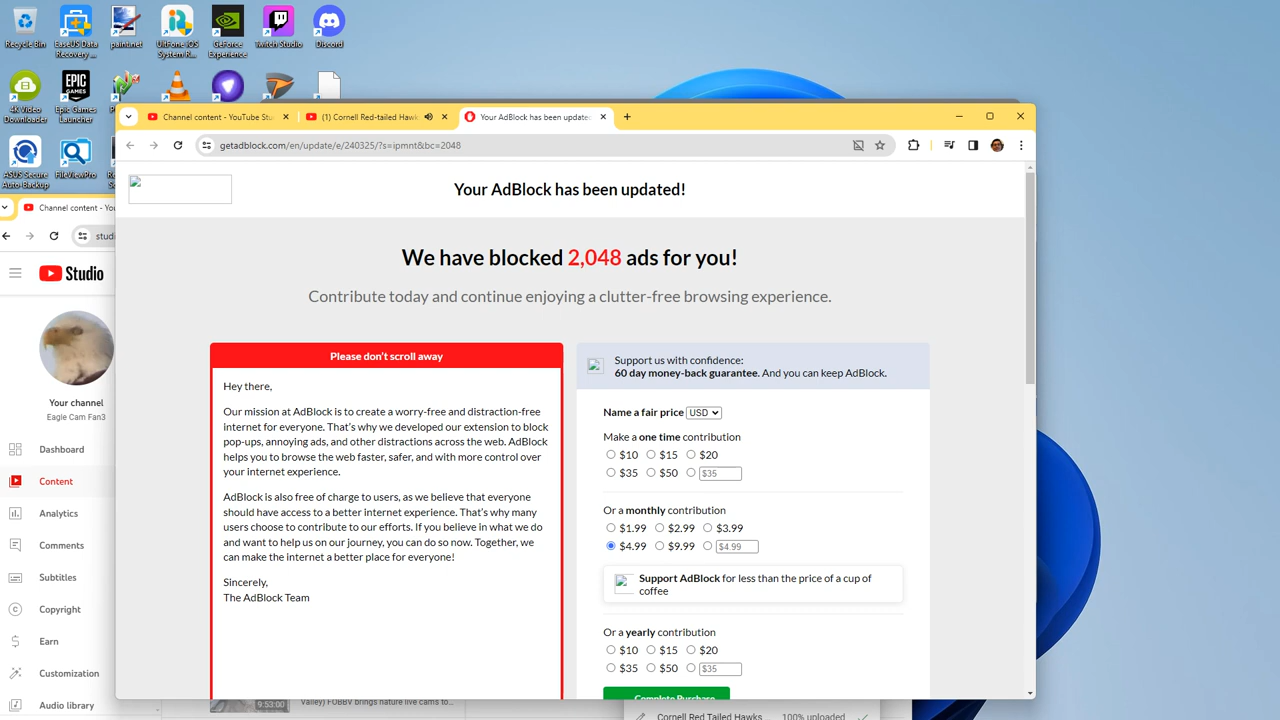 Recycle Bin
EaseUS Data
Recovery ...
paint.net
UltFone iOS
System R...
GeForce
Experience
Twitch Studio
Discord
4K Video
Downloader
Epic Games
Launcher
ASUS Secure
Auto-Backup
FileViewPro
Channel content - YouTube Stu
(1) Cornell Red-tailed Hawk
Your AdBlock has been update
getadblock.com/en/update/e/240325/?s=ipmnt&bc=2048
Your AdBlock has been updated!
We have blocked 2,048 ads for you!
Contribute today and continue enjoying a clutter-free browsing experience.
Please don't scroll away
Hey there,
Our mission at AdBlock is to create a worry-free and distraction-free
internet for everyone. That's why we developed our extension to block
pop-ups, annoying ads, and other distractions across the web. AdBlock
helps you to browse the web faster, safer, and with more control over
your internet experience.
AdBlock is also free of charge to users, as we believe that everyone
should have access to a better internet experience. That's why many
users choose to contribute to our efforts. If you believe in what we do
and want to help us on our journey, you can do so now. Together, we
can make the internet a better place for everyone!
Sincerely,
The AdBlock Team
Support us with confidence:
60 day money-back guarantee. And you can keep AdBlock.
Name a fair price USD
Make a one time contribution
$10 $15 $20
$35 $50 $35
Or a monthly contribution
$1.99 $2.99 $3.99
$4.99 $9.99 $4.99
Support AdBlock for less than the price of a cup of
coffee
Or a yearly contribution
$10 $15 $20
$35 $50 $35
Complete Purchase
Channel content - Yo
studi
Studio
Your channel
Eagle Cam Fan3
Dashboard
Content
Analytics
Comments
Subtitles
Copyright
Earn
Customization
Audio library
9:53:00
Valley) FOBBV brings nature live cams to...
Cornell Red Tailed Hawks
100% uploaded